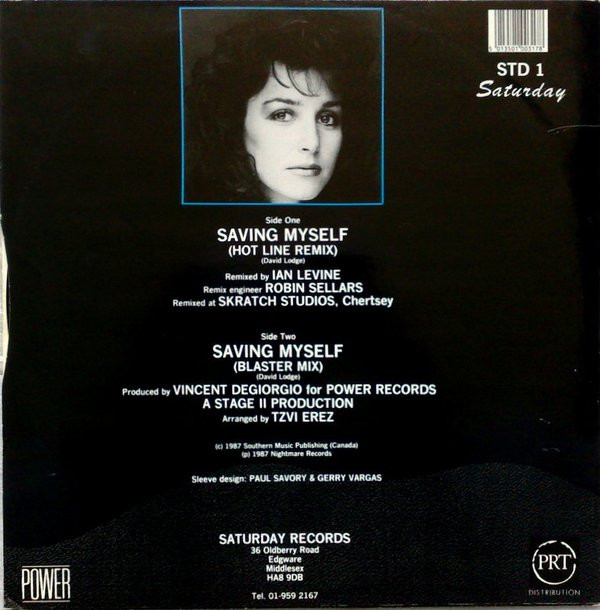 5 013501 003178
STD 1
Saturday
Side One
SAVING MYSELF
(HOT LINE REMIX)
(David Lodge)
Remixed by IAN LEVINE
Remix engineer ROBIN SELLARS
Remixed at SKRATCH STUDIOS, Chertsey
Side Two
SAVING MYSELF
(BLASTER MIX)
(David Lodge)
Produced by VINCENT DEGIORGIO for POWER RECORDS
A STAGE II PRODUCTION
Arranged by TZVI EREZ
(c) 1987 Southern Music Publishing (Canada)
(p) 1987 Nightmare Records
Sleeve design: PAUL SAVORY & GERRY VARGAS
SATURDAY RECORDS
36 Oldberry Road
Edgware
Middlesex
HA8 9DB
Tel. 01-959 2167
POWER
PRT
DISTRIBUTION